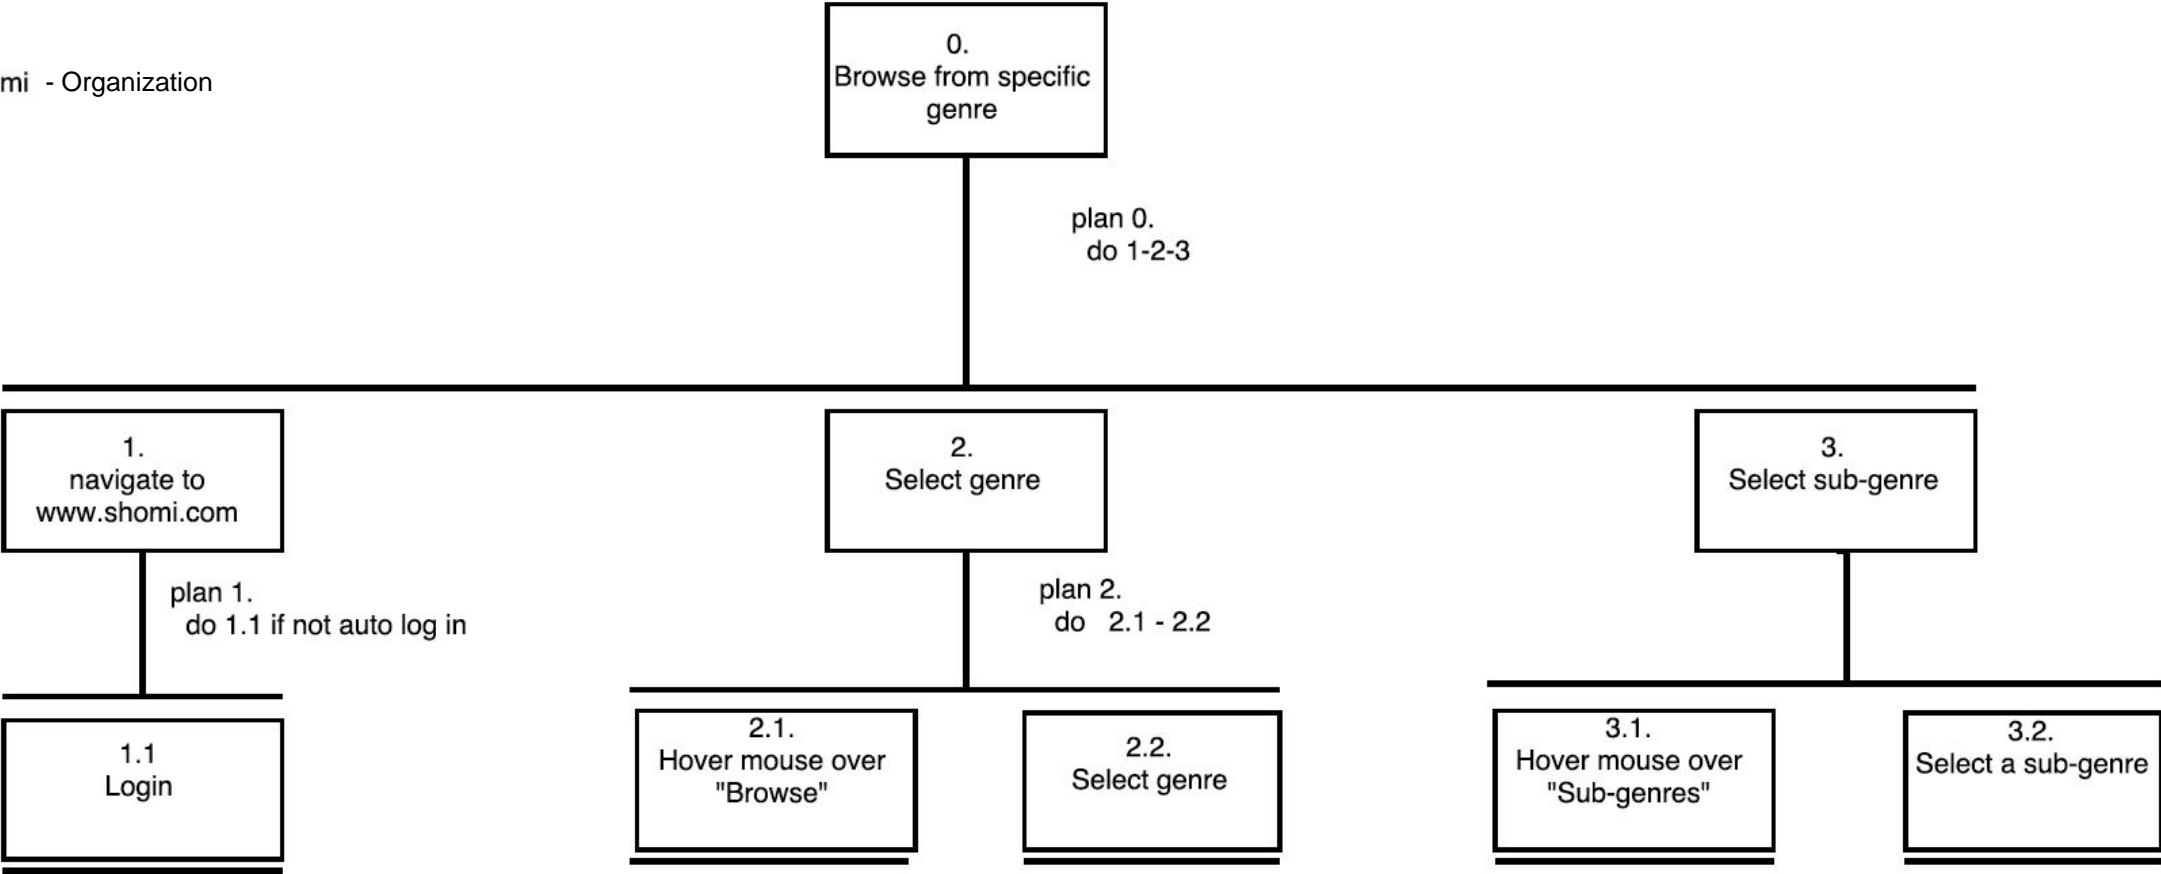 mi - Organization
0.
Browse from specific
genre
plan 0.
do 1-2-3
1.
navigate to
www.shomi.com
2.
Select genre
3.
Select sub-genre
plan 1.
do 1.1 if not auto log in
plan 2.
do 2.1 - 2.2
1.1
Login
2.1.
Hover mouse over
"Browse"
2.2.
Select genre
3.1.
Hover mouse over
"Sub-genres"
3.2.
Select a sub-genre